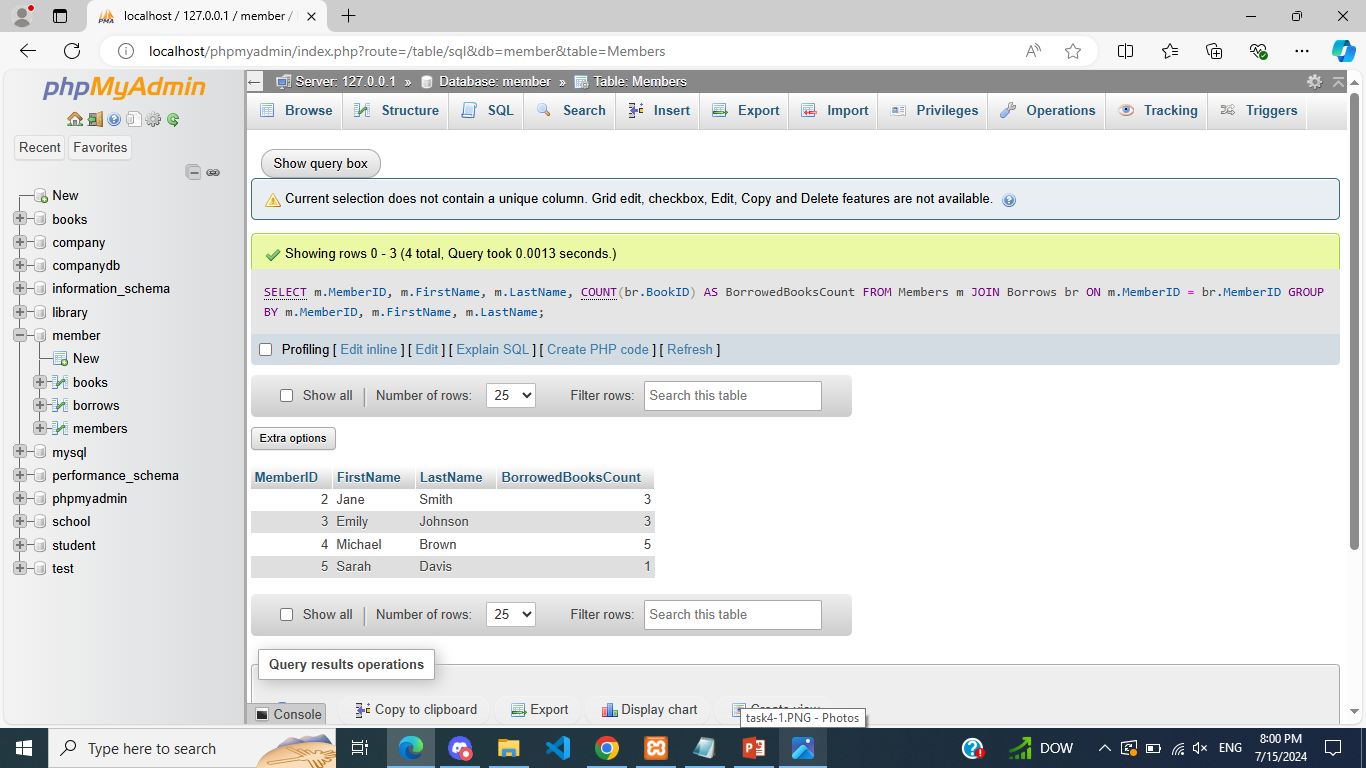 localhost / 127.0.0.1 / member /
localhost/phpmyadmin/index.php?route=/table/sql&db=member&table=Members
phpMyAdmin
Recent Favorites
New
books
company
companydb
information_schema
library
member
New
books
borrows
members
mysql
performance_schema
phpmyadmin
school
student
test
Server: 127.0.0.1 » Database: member » Table: Members
Browse Structure SQL Search Insert Export Import Privileges Operations Tracking Triggers
Show query box
Current selection does not contain a unique column. Grid edit, checkbox, Edit, Copy and Delete features are not available.
Showing rows 0 - 3 (4 total, Query took 0.0013 seconds.)
SELECT m.MemberID, m.FirstName, m.LastName, COUNT(br.BookID) AS BorrowedBooksCount FROM Members m JOIN Borrows br ON m.MemberID = br.MemberID GROUP
BY m.MemberID, m.FirstName, m.LastName;
Profiling [ Edit inline ] [ Edit ] [ Explain SQL ] [ Create PHP code ] [ Refresh ]
Show all | Number of rows: 25 Filter rows: Search this table
Extra options
MemberID FirstName LastName BorrowedBooksCount
2 Jane Smith 3
3 Emily Johnson 3
4 Michael Brown 5
5 Sarah Davis 1
Show all | Number of rows: 25 Filter rows: Search this table
Query results operations
Console Copy to clipboard Export Display chart
task4-1.PNG - Photos
Type here to search
DOW
ENG
8:00 PM
7/15/2024